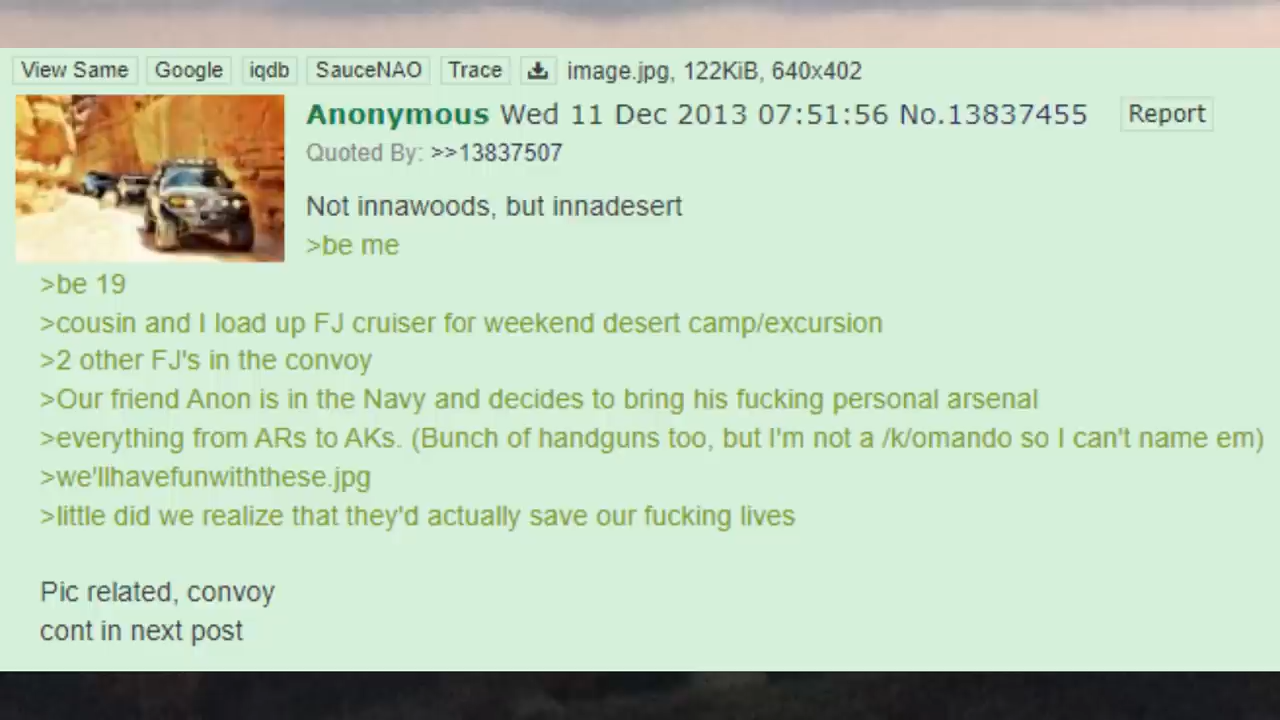 View Same Google iqdb SauceNAO Trace image.jpg, 122KiB, 640x402
Anonymous Wed 11 Dec 2013 07:51:56 No.13837455 Report
Quoted By: >>13837507
Not innawoods, but innadesert
>be me
>be 19
>cousin and I load up FJ cruiser for weekend desert camp/excursion
>2 other FJ's in the convoy
>Our friend Anon is in the Navy and decides to bring his fucking personal arsenal
>everything from ARs to AKs. (Bunch of handguns too, but I'm not a /k/omando so I can't name em)
>we'llhavefunwiththese.jpg
>little did we realize that they'd actually save our fucking lives
Pic related, convoy
cont in next post